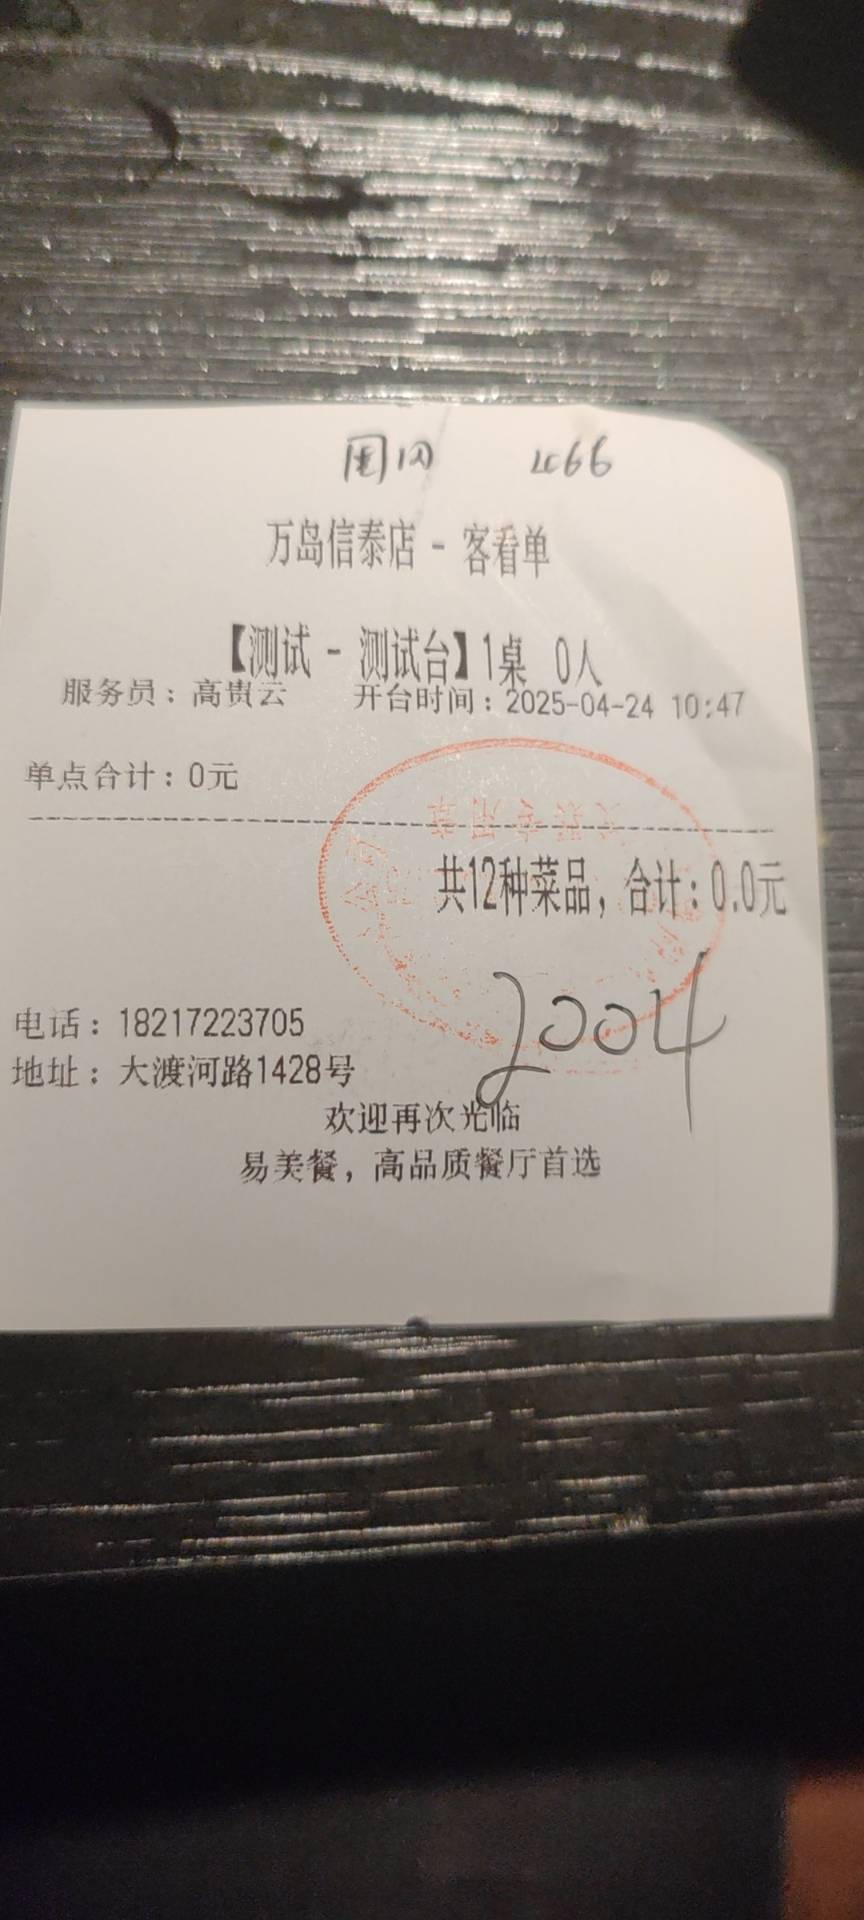 万岛信泰店 - 客看单
【测试 - 测试台】1桌 0人
服务员：高贵云 开台时间：2025-04-24 10:47
单点合计：0元
共12种菜品，合计：0.0元
2004
电话：18217223705
地址：大渡河路1428号
欢迎再次光临
易美餐，高品质餐厅首选